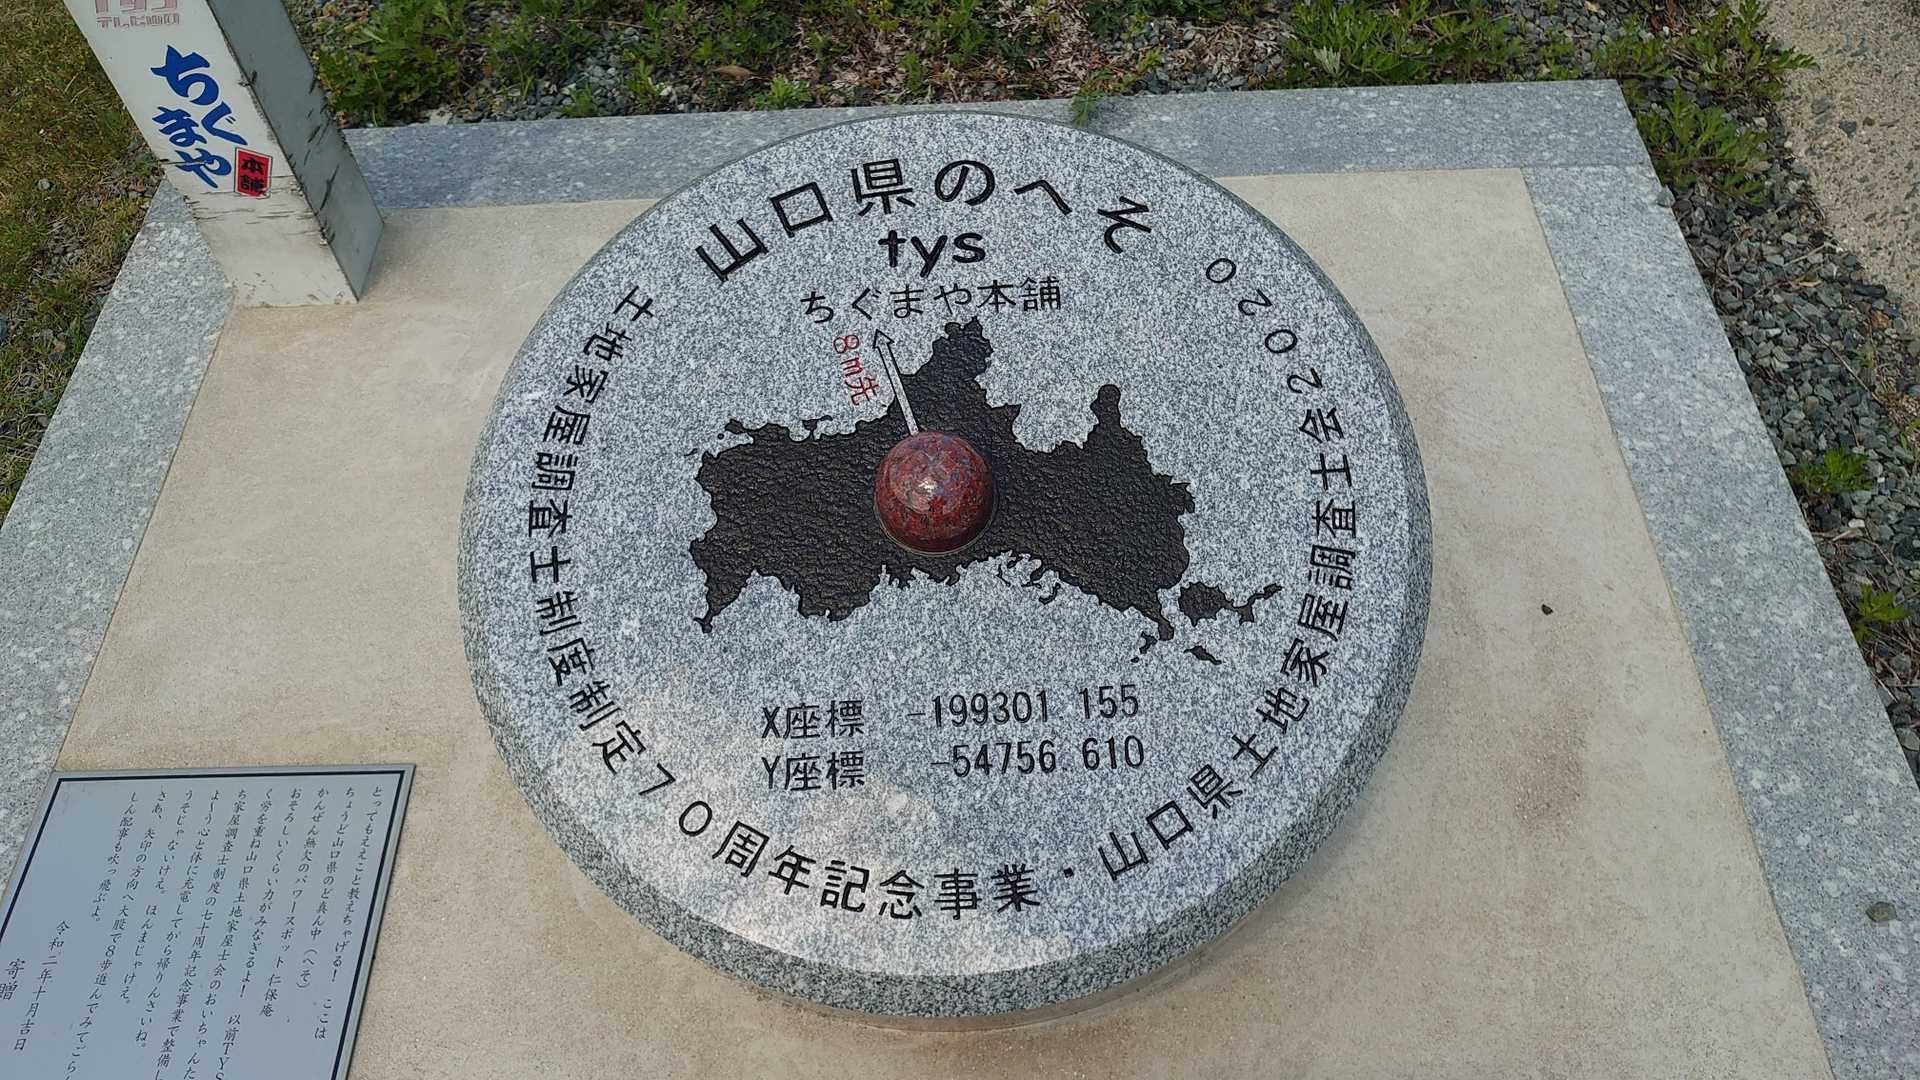 テレビ山口
ちぐ
まや
本舗
山口県のへそ
tys
ちぐまや本舗
8m先
土地家屋調査士制度制定70周年記念事業・山口県土地家屋調査士会2020
X座標 -199301.155
Y座標 -54756.610
とってもええこと教えちゃげる! ここは
ちょうど山口県のど真ん中(へそ)
かんぜん無欠のパワースポット 仁保庵
おそろしいくらい力がみなぎるよ! 以前TYS
く労を重ね山口県土地家屋士会のおいちゃんた
ち家屋調査士制度の七十周年記念事業で整備し
よーう心と体に充電してから帰りんさいね。
うそじゃないけえ。ほんまじゃけえ。
さあ、矢印の方向へ大股で8歩進んでみてごら
しん配事も吹っ飛ぶよ。
令和二年十月吉日
寄贈